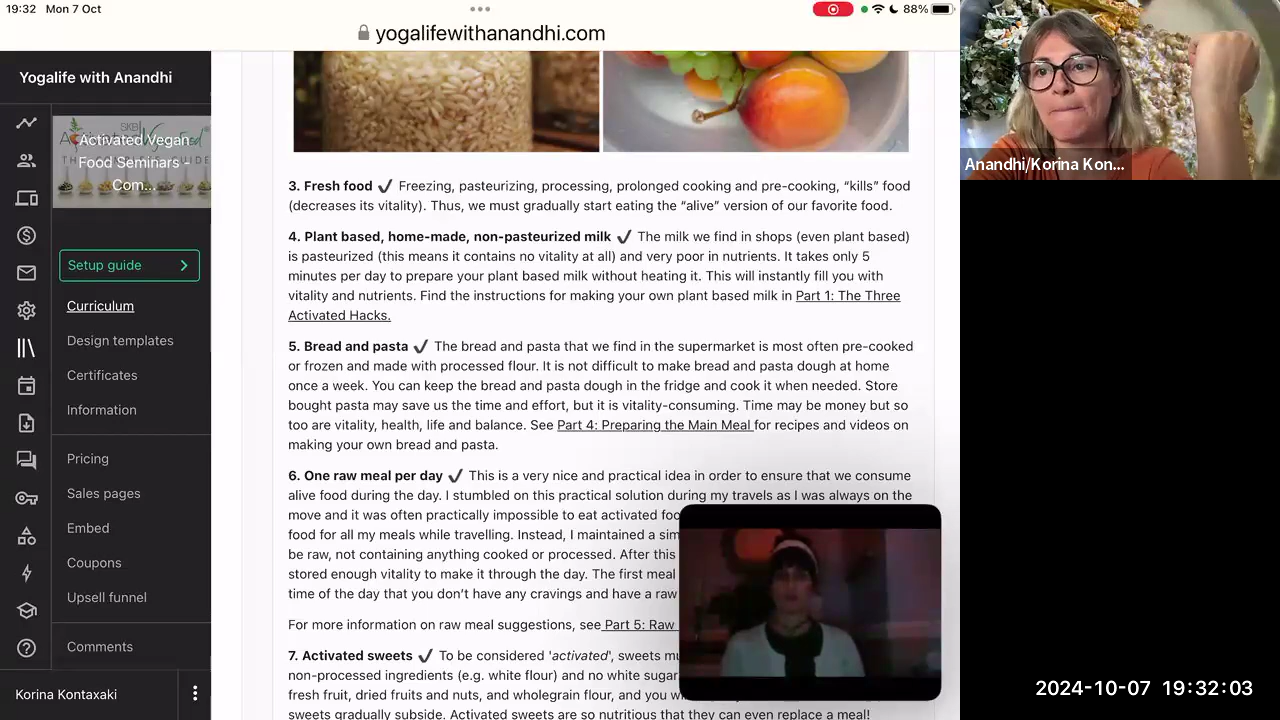 19:32 Mon 7 Oct
88%
yogalifewithanandhi.com
Yogalife with Anandhi
Activated Vegan
Food Seminars -
Com...
Setup guide
Curriculum
Design templates
Certificates
Information
Pricing
Sales pages
Embed
Coupons
Upsell funnel
Comments
Korina Kontaxaki
3. Fresh food ✔ Freezing, pasteurizing, processing, prolonged cooking and pre-cooking, “kills” food
(decreases its vitality). Thus, we must gradually start eating the “alive” version of our favorite food.
4. Plant based, home-made, non-pasteurized milk ✔ The milk we find in shops (even plant based)
is pasteurized (this means it contains no vitality at all) and very poor in nutrients. It takes only 5
minutes per day to prepare your plant based milk without heating it. This will instantly fill you with
vitality and nutrients. Find the instructions for making your own plant based milk in Part 1: The Three
Activated Hacks.
5. Bread and pasta ✔ The bread and pasta that we find in the supermarket is most often pre-cooked
or frozen and made with processed flour. It is not difficult to make bread and pasta dough at home
once a week. You can keep the bread and pasta dough in the fridge and cook it when needed. Store
bought pasta may save us the time and effort, but it is vitality-consuming. Time may be money but so
too are vitality, health, life and balance. See Part 4: Preparing the Main Meal for recipes and videos on
making your own bread and pasta.
6. One raw meal per day ✔ This is a very nice and practical idea in order to ensure that we consume
alive food during the day. I stumbled on this practical solution during my travels as I was always on the
move and it was often practically impossible to eat activated foo
food for all my meals while travelling. Instead, I maintained a sim
be raw, not containing anything cooked or processed. After this
stored enough vitality to make it through the day. The first meal
time of the day that you don’t have any cravings and have a raw
For more information on raw meal suggestions, see Part 5: Raw
7. Activated sweets ✔ To be considered 'activated', sweets mu
non-processed ingredients (e.g. white flour) and no white sugar.
fresh fruit, dried fruits and nuts, and wholegrain flour, and you wi
sweets gradually subside. Activated sweets are so nutritious that they can even replace a meal!
Anandhi/Korina Kon...
2024-10-07 19:32:03